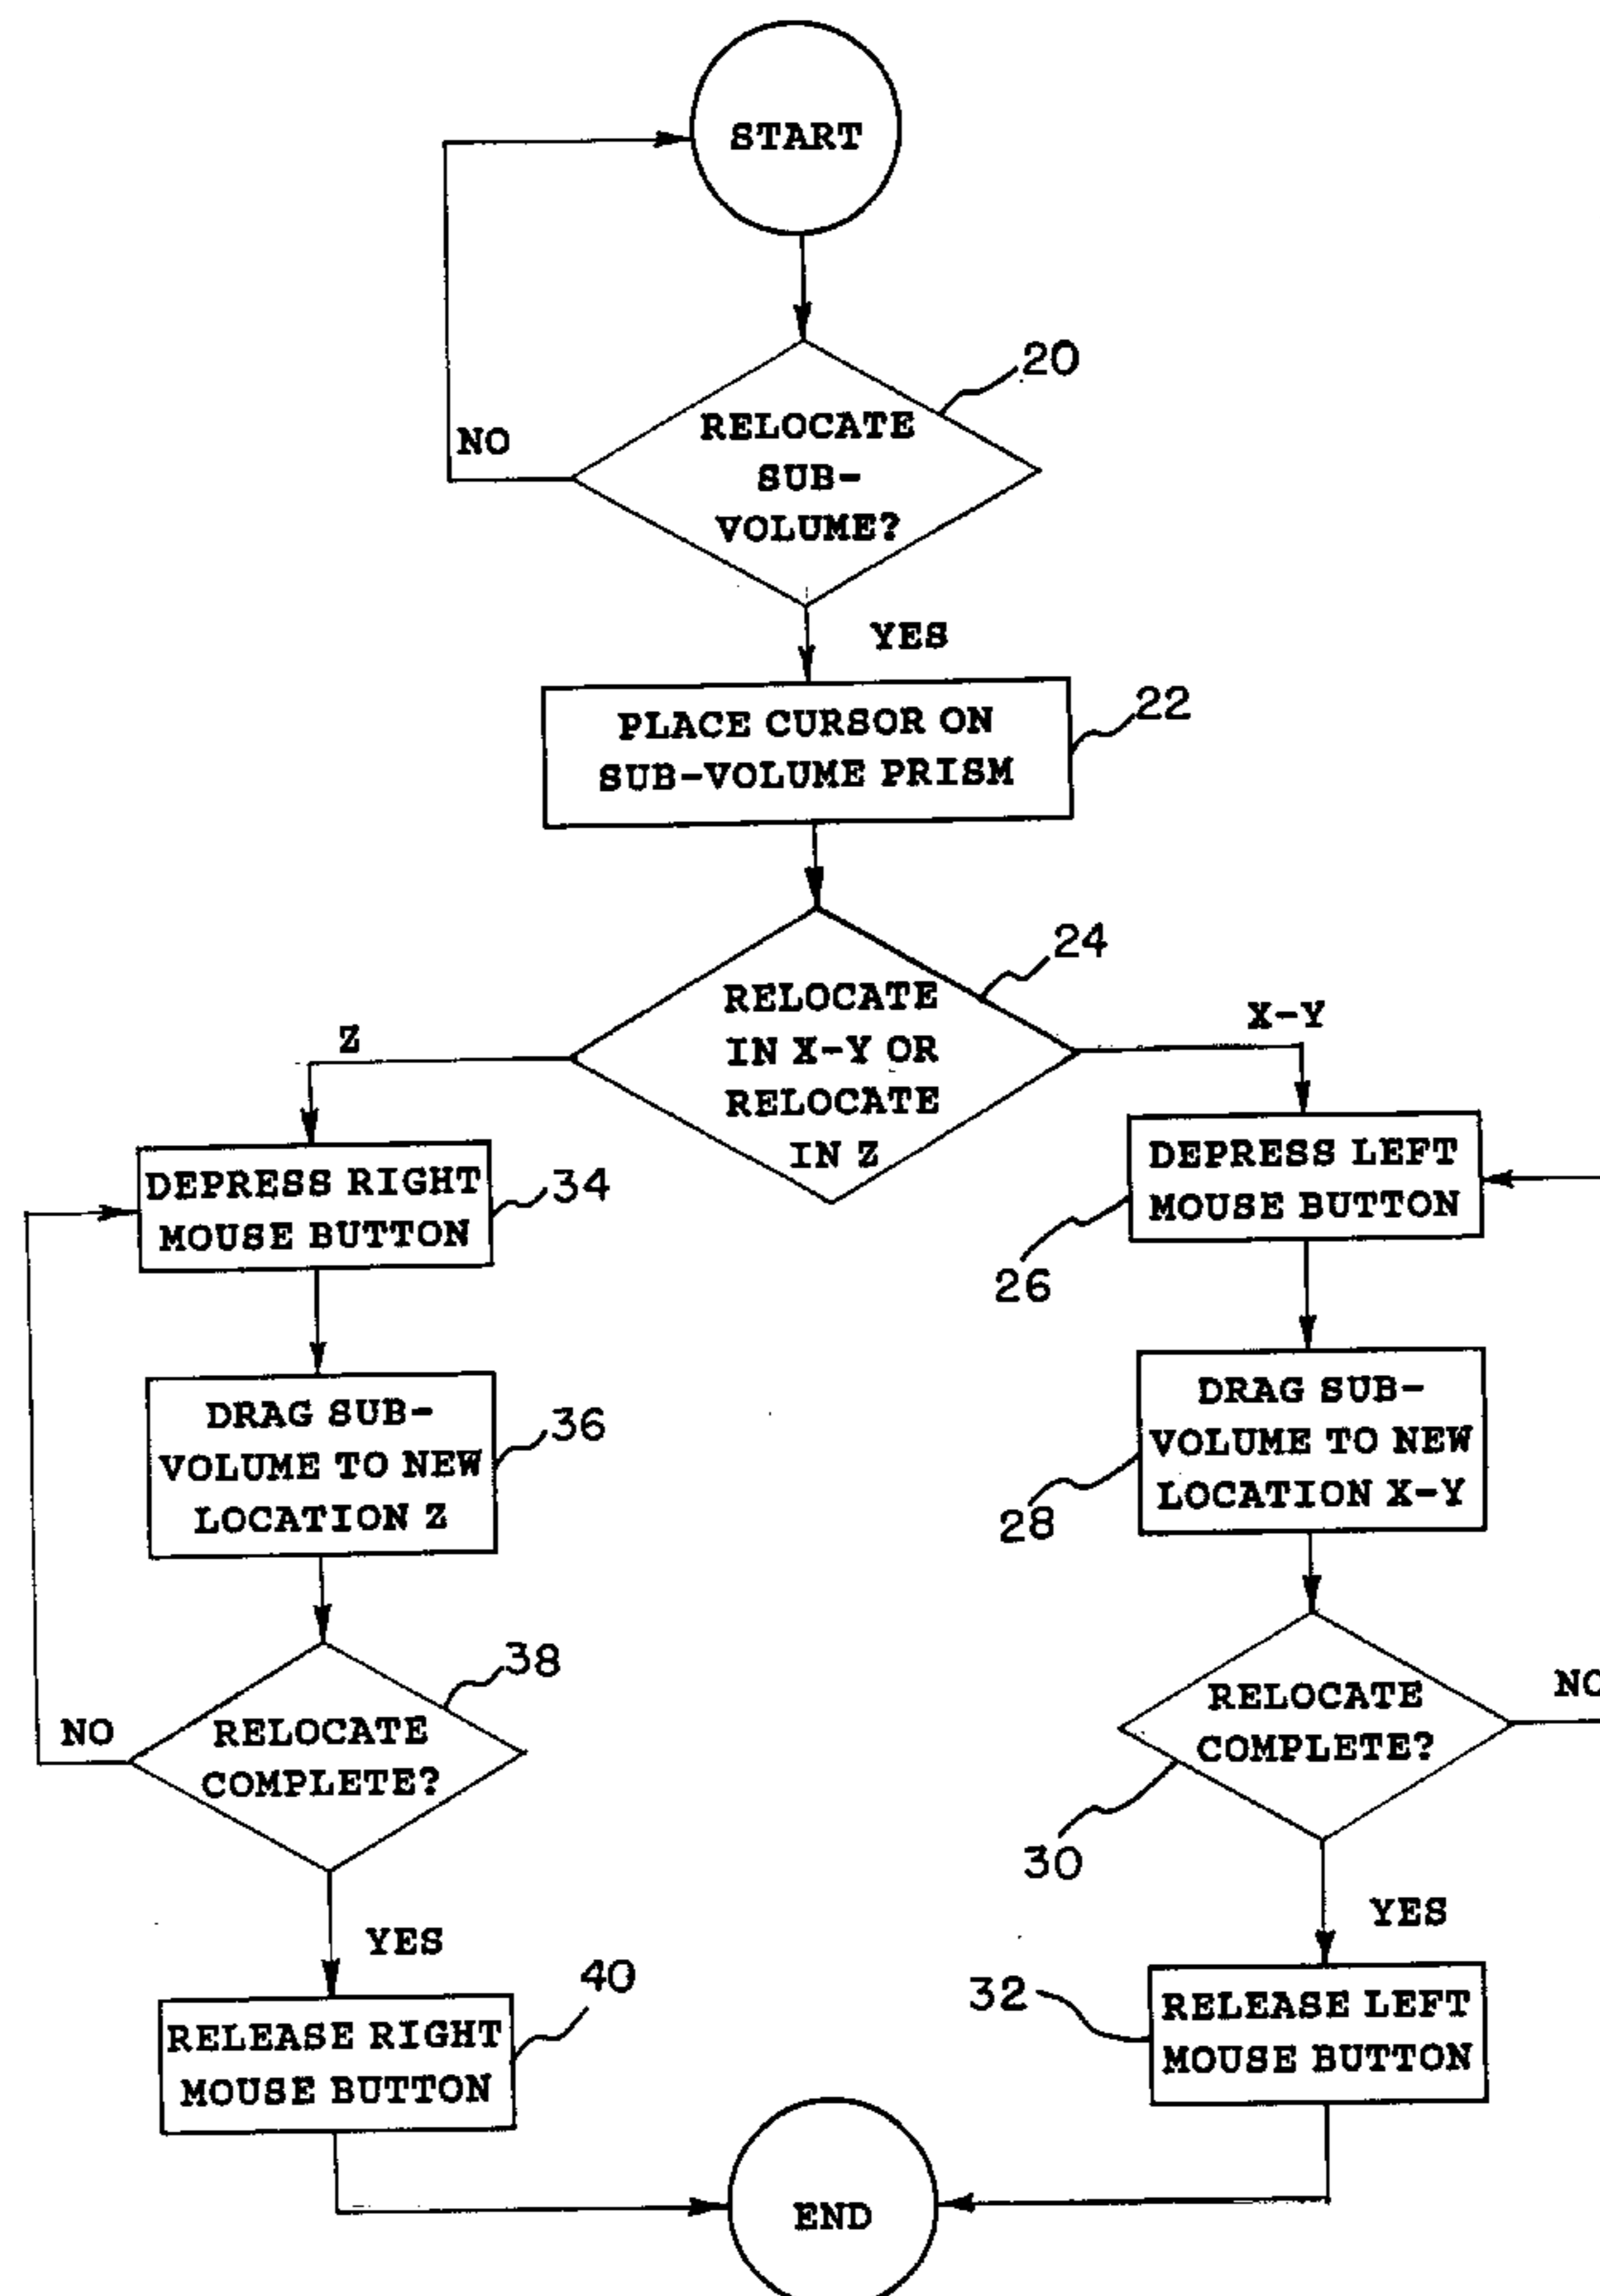 START
20
RELOCATE
SUB-
VOLUME?
NO
YES
PLACE CURSOR ON
SUB-VOLUME PRISM
22
24
RELOCATE
IN X-Y OR
RELOCATE
IN Z
Z
X-Y
DEPRESS RIGHT
MOUSE BUTTON
34
DEPRESS LEFT
MOUSE BUTTON
26
DRAG SUB-
VOLUME TO NEW
LOCATION Z
36
DRAG SUB-
VOLUME TO NEW
LOCATION X-Y
28
38
RELOCATE
COMPLETE?
NO
YES
RELOCATE
COMPLETE?
NO
30
YES
40
RELEASE RIGHT
MOUSE BUTTON
32
RELEASE LEFT
MOUSE BUTTON
END